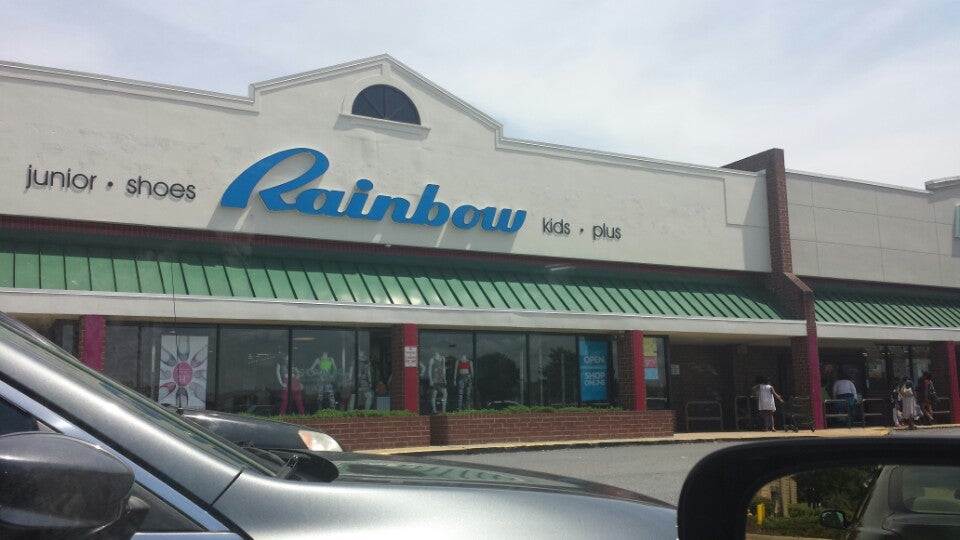 junior • shoes
Rainbow
kids • plus
OPEN
SHOP
ONLINE